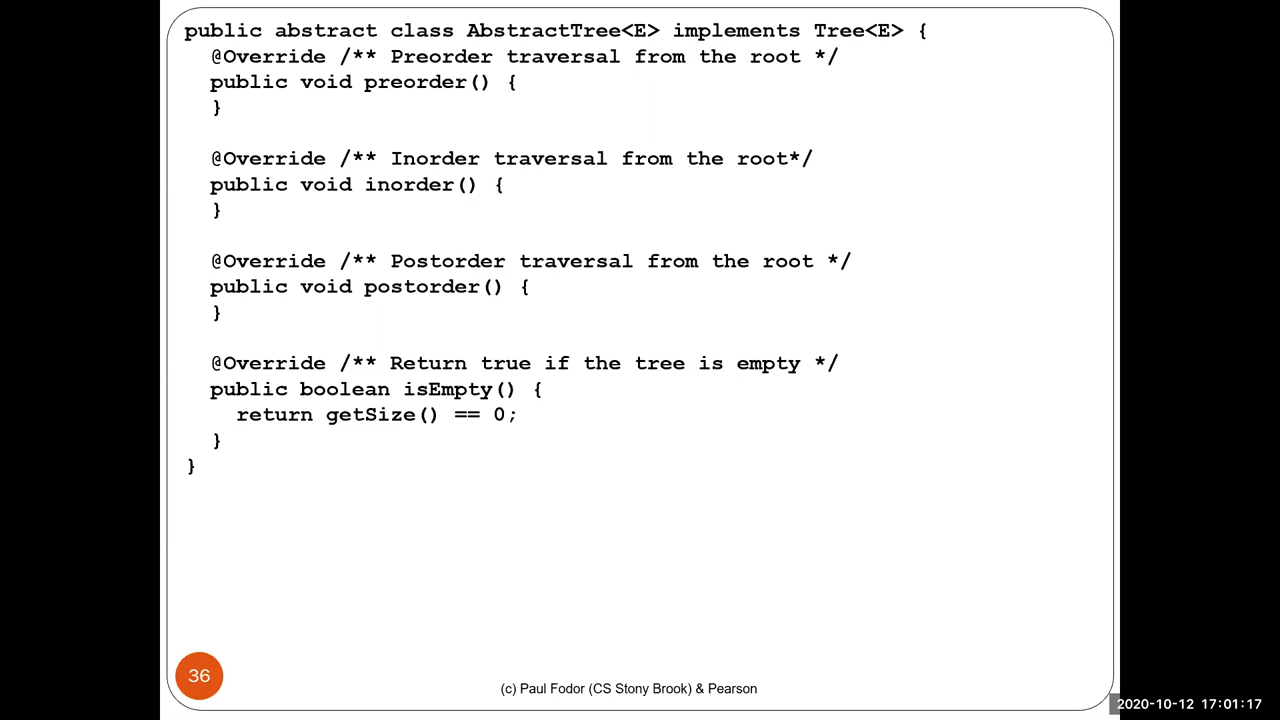 public abstract class AbstractTree<E> implements Tree<E> {
@Override /** Preorder traversal from the root */
public void preorder() {
}
@Override /** Inorder traversal from the root*/
public void inorder() {
}
@Override /** Postorder traversal from the root */
public void postorder() {
}
@Override /** Return true if the tree is empty */
public boolean isEmpty() {
return getSize() == 0;
}
}
36
(c) Paul Fodor (CS Stony Brook) & Pearson
2020-10-12 17:01:17